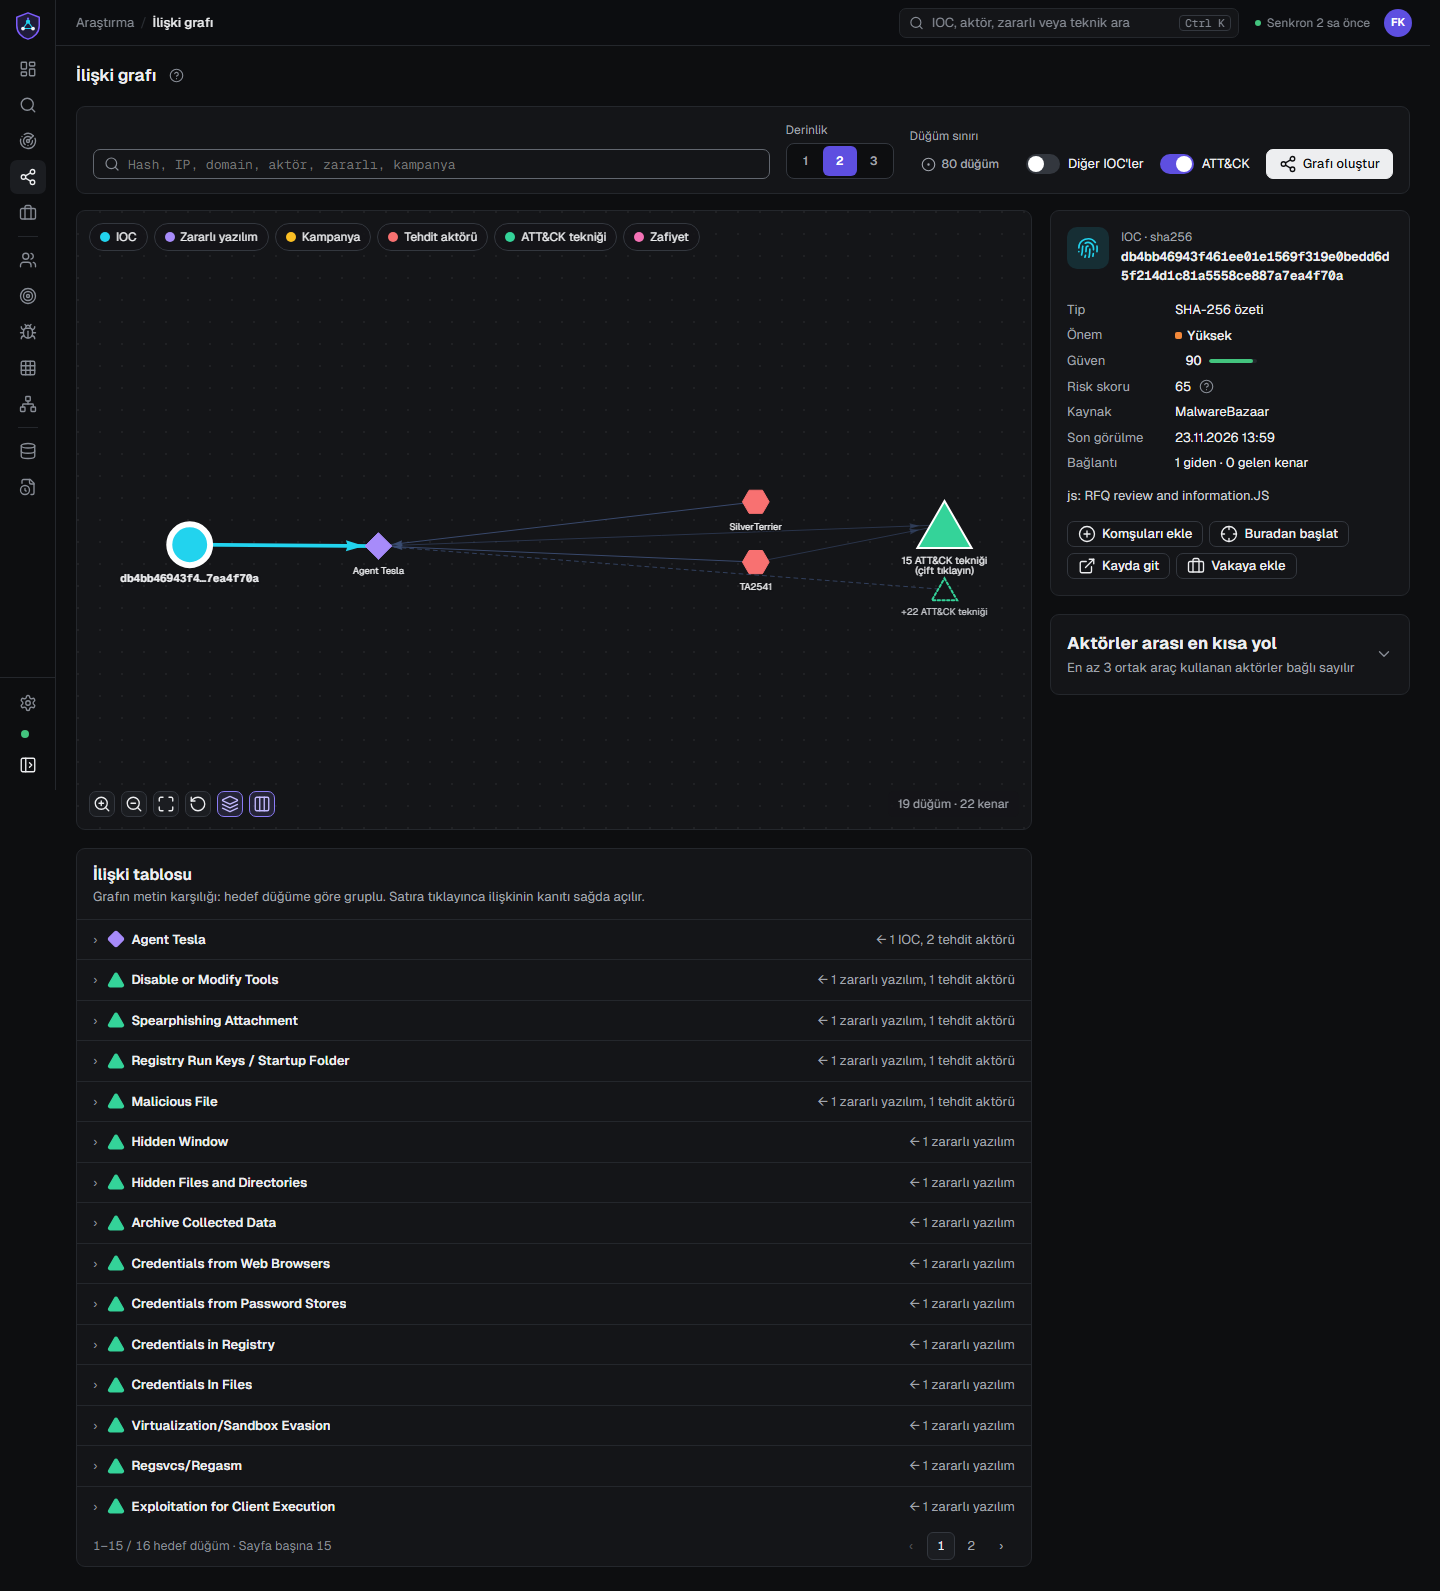 Araştırma / İlişki grafı
IOC, aktör, zararlı veya teknik ara
Ctrl K
Senkron 2 sa önce
FK
İlişki grafı
Hash, IP, domain, aktör, zararlı, kampanya
Derinlik
1 2 3
Düğüm sınırı
80 düğüm
Diğer IOC'ler
ATT&CK
Grafı oluştur
IOC
Zararlı yazılım
Kampanya
Tehdit aktörü
ATT&CK tekniği
Zafiyet
db4bb46943f4…7ea4f70a
Agent Tesla
SilverTerrier
TA2541
15 ATT&CK tekniği
(çift tıklayın)
+22 ATT&CK tekniği
19 düğüm · 22 kenar
IOC · sha256
db4bb46943f461ee01e1569f319e0bedd6d
5f214d1c81a5558ce887a7ea4f70a
Tip SHA-256 özeti
Önem Yüksek
Güven 90
Risk skoru 65
Kaynak MalwareBazaar
Son görülme 23.11.2026 13:59
Bağlantı 1 giden · 0 gelen kenar
js: RFQ review and information.JS
Komşuları ekle
Buradan başlat
Kayda git
Vakaya ekle
Aktörler arası en kısa yol
En az 3 ortak araç kullanan aktörler bağlı sayılır
İlişki tablosu
Grafın metin karşılığı: hedef düğüme göre gruplu. Satıra tıklayınca ilişkinin kanıtı sağda açılır.
› Agent Tesla ← 1 IOC, 2 tehdit aktörü
› Disable or Modify Tools ← 1 zararlı yazılım, 1 tehdit aktörü
› Spearphishing Attachment ← 1 zararlı yazılım, 1 tehdit aktörü
› Registry Run Keys / Startup Folder ← 1 zararlı yazılım, 1 tehdit aktörü
› Malicious File ← 1 zararlı yazılım, 1 tehdit aktörü
› Hidden Window ← 1 zararlı yazılım
› Hidden Files and Directories ← 1 zararlı yazılım
› Archive Collected Data ← 1 zararlı yazılım
› Credentials from Web Browsers ← 1 zararlı yazılım
› Credentials from Password Stores ← 1 zararlı yazılım
› Credentials in Registry ← 1 zararlı yazılım
› Credentials In Files ← 1 zararlı yazılım
› Virtualization/Sandbox Evasion ← 1 zararlı yazılım
› Regsvcs/Regasm ← 1 zararlı yazılım
› Exploitation for Client Execution ← 1 zararlı yazılım
1–15 / 16 hedef düğüm · Sayfa başına 15
‹ 1 2 ›